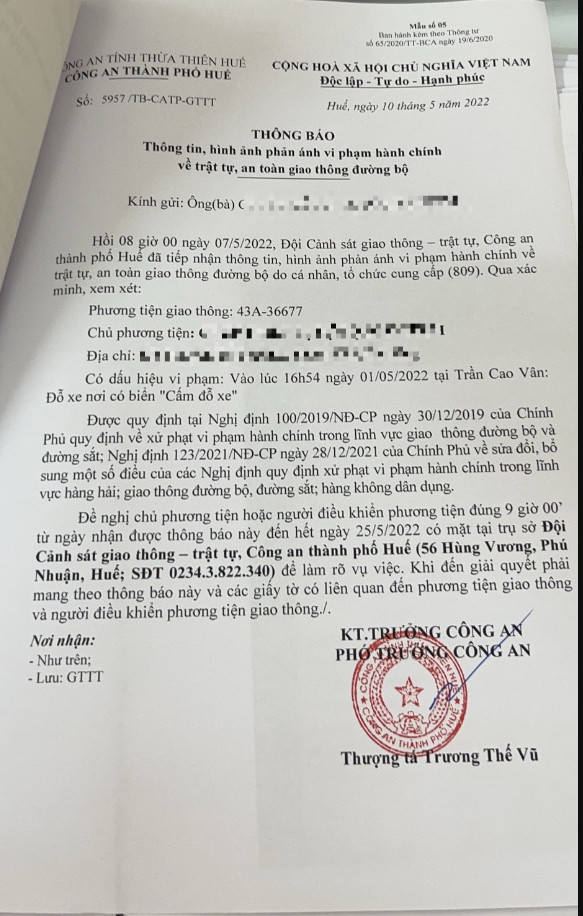 Mẫu số 05
Ban hành kèm theo Thông tư
số 65/2020/TT-BCA ngày 19/6/2020
ÔNG AN TỈNH THỪA THIÊN HUẾ
CÔNG AN THÀNH PHỐ HUẾ
CỘNG HOÀ XÃ HỘI CHỦ NGHĨA VIỆT NAM
Độc lập - Tự do - Hạnh phúc
Số: 5957 /TB-CATP-GTTT
Huế, ngày 10 tháng 5 năm 2022
THÔNG BÁO
Thông tin, hình ảnh phản ánh vi phạm hành chính
về trật tự, an toàn giao thông đường bộ
Kính gửi: Ông(bà)
Hồi 08 giờ 00 ngày 07/5/2022, Đội Cảnh sát giao thông – trật tự, Công an
thành phố Huế đã tiếp nhận thông tin, hình ảnh phản ánh vi phạm hành chính về
trật tự, an toàn giao thông đường bộ do cá nhân, tổ chức cung cấp (809). Qua xác
minh, xem xét:
Phương tiện giao thông: 43A-36677
Chủ phương tiện:
Địa chỉ:
Có dấu hiệu vi phạm: Vào lúc 16h54 ngày 01/05/2022 tại Trần Cao Vân:
Đỗ xe nơi có biển "Cấm đỗ xe"
Được quy định tại Nghị định 100/2019/NĐ-CP ngày 30/12/2019 của Chính
Phủ quy định về xử phạt vi phạm hành chính trong lĩnh vực giao thông đường bộ và
đường sắt; Nghị định 123/2021/NĐ-CP ngày 28/12/2021 của Chính Phủ về sửa đổi, bổ
sung một số điều của các Nghị định quy định xử phạt vi phạm hành chính trong lĩnh
vực hàng hải; giao thông đường bộ, đường sắt; hàng không dân dụng.
Đề nghị chủ phương tiện hoặc người điều khiển phương tiện đúng 9 giờ 00'
từ ngày nhận được thông báo này đến hết ngày 25/5/2022 có mặt tại trụ sở Đội
Cảnh sát giao thông – trật tự, Công an thành phố Huế (56 Hùng Vương, Phú
Nhuận, Huế; SĐT 0234.3.822.340) để làm rõ vụ việc. Khi đến giải quyết phải
mang theo thông báo này và các giấy tờ có liên quan đến phương tiện giao thông
và người điều khiển phương tiện giao thông./.
Nơi nhận:
- Như trên;
- Lưu: GTTT
KT.TRƯỞNG CÔNG AN
PHÓ TRƯỞNG CÔNG AN
CÔNG AN THÀNH PHỐ HUẾ
Thượng tá Trương Thế Vũ